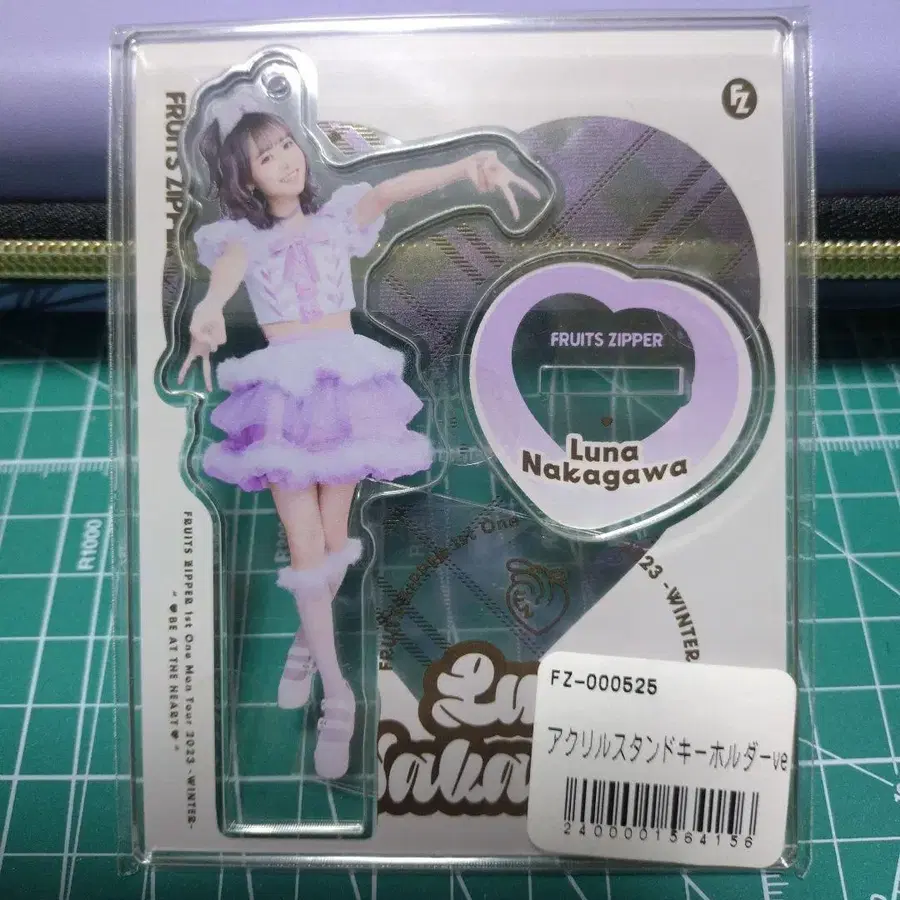 FRUITS ZIPPER
FZ
FRUITS ZIPPER
Luna
Nakagawa
FRUITS ZIPPER 1st One Man Tour 2023 -WINTER-
"♥BE AT THE HEART♥"
1st One
2023 -WINTER
FZ-000525
アクリルスタンドキーホルダーve
2400001564156
R1000